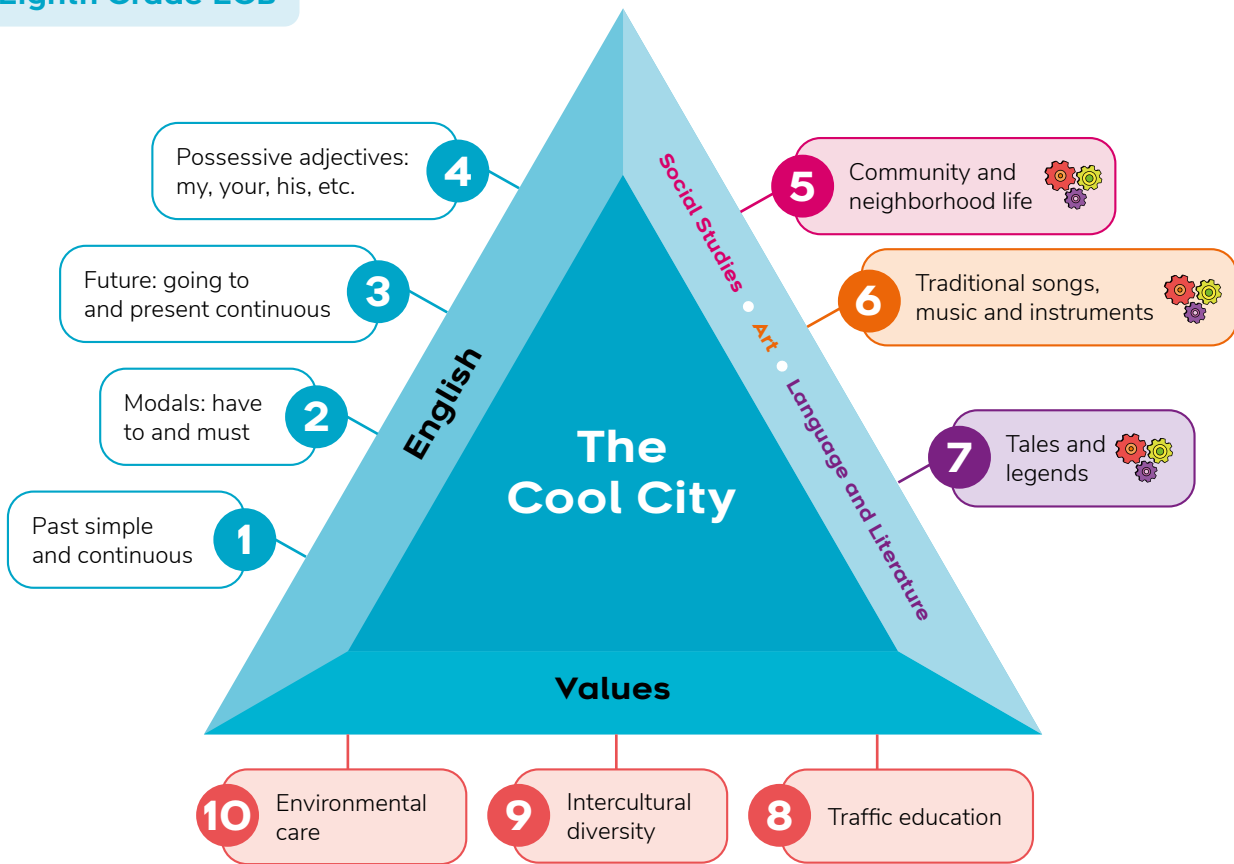 Eighth Grade EGB
4
Possessive adjectives:
my, your, his, etc.
3
Future: going to
and present continuous
2
Modals: have
to and must
1
Past simple
and continuous
English
The
Cool City
Social Studies • Art • Language and Literature
5
Community and
neighborhood life
6
Traditional songs,
music and instruments
7
Tales and
legends
Values
10
Environmental
care
9
Intercultural
diversity
8
Traffic education